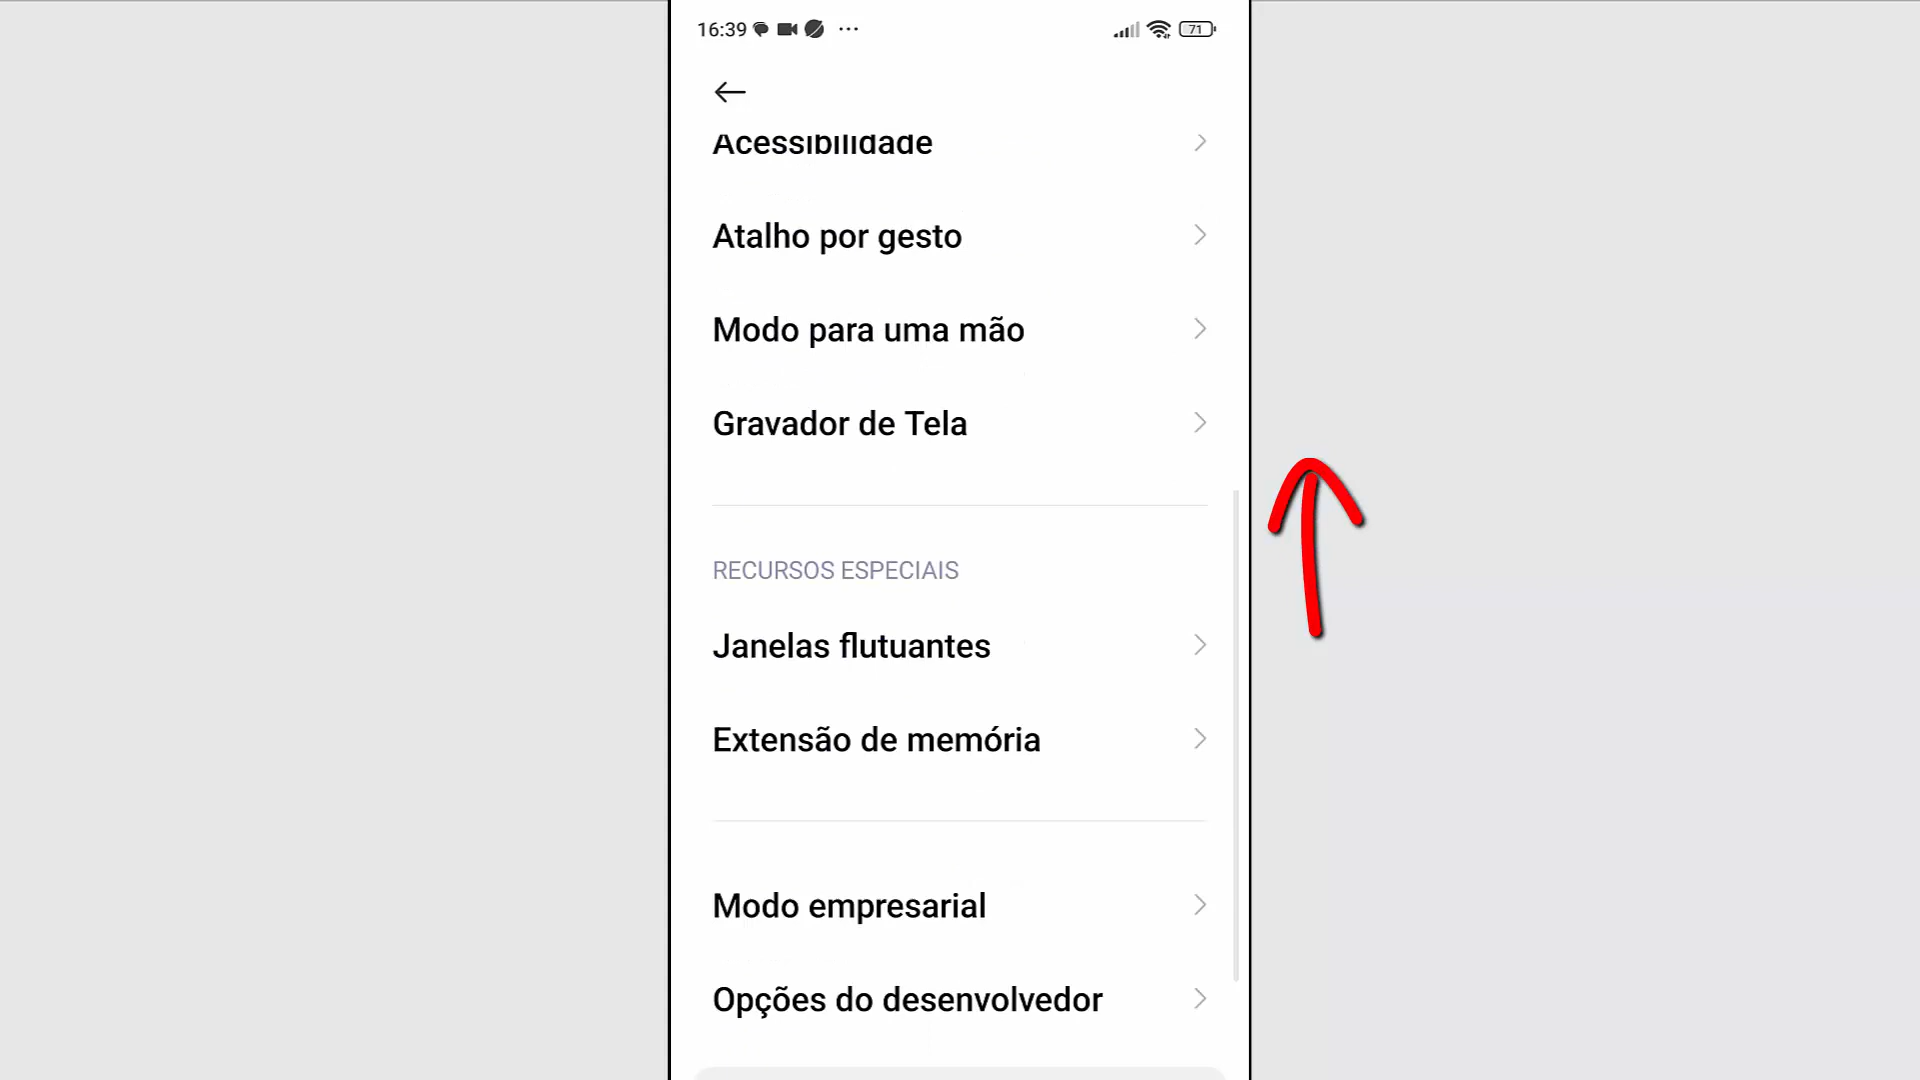 16:39
71
Acessibilidade
Atalho por gesto
Modo para uma mão
Gravador de Tela
RECURSOS ESPECIAIS
Janelas flutuantes
Extensão de memória
Modo empresarial
Opções do desenvolvedor